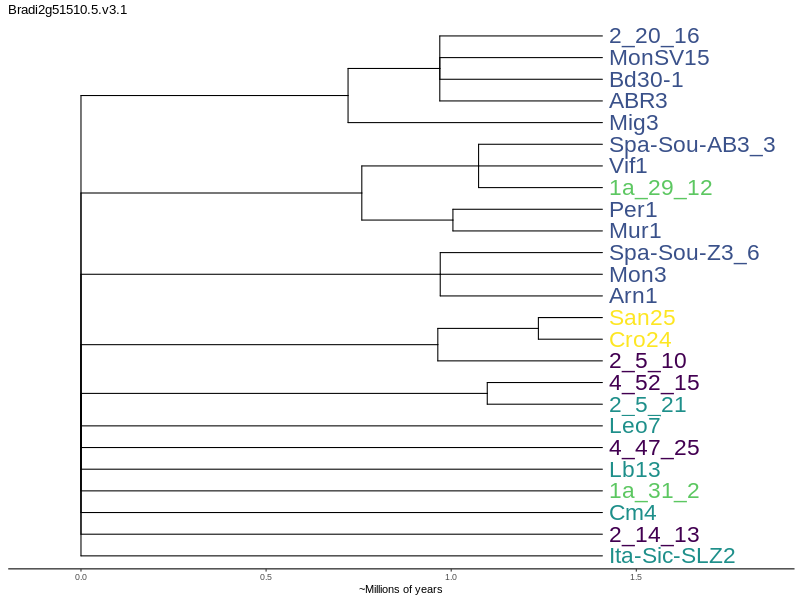 Bradi2g51510.5.v3.1
2_20_16
MonSV15
Bd30-1
ABR3
Mig3
Spa-Sou-AB3_3
Vif1
1a_29_12
Per1
Mur1
Spa-Sou-Z3_6
Mon3
Arn1
San25
Cro24
2_5_10
4_52_15
2_5_21
Leo7
4_47_25
Lb13
1a_31_2
Cm4
2_14_13
Ita-Sic-SLZ2
0.0 0.5 1.0 1.5
~Millions of years